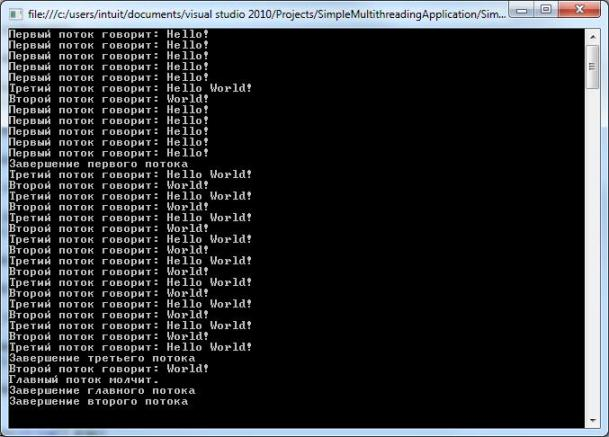 file:///c:/users/intuit/documents/visual studio 2010/Projects/SimpleMultithreadingApplication/Sim...
Первый поток говорит: Hello!
Первый поток говорит: Hello!
Первый поток говорит: Hello!
Первый поток говорит: Hello!
Первый поток говорит: Hello!
Третий поток говорит: Hello World!
Второй поток говорит: World!
Первый поток говорит: Hello!
Первый поток говорит: Hello!
Первый поток говорит: Hello!
Первый поток говорит: Hello!
Первый поток говорит: Hello!
Завершение первого потока
Третий поток говорит: Hello World!
Второй поток говорит: World!
Третий поток говорит: Hello World!
Второй поток говорит: World!
Третий поток говорит: Hello World!
Второй поток говорит: World!
Третий поток говорит: Hello World!
Второй поток говорит: World!
Третий поток говорит: Hello World!
Второй поток говорит: World!
Третий поток говорит: Hello World!
Второй поток говорит: World!
Третий поток говорит: Hello World!
Второй поток говорит: World!
Третий поток говорит: Hello World!
Второй поток говорит: World!
Третий поток говорит: Hello World!
Завершение третьего потока
Второй поток говорит: World!
Главный поток молчит.
Завершение главного потока
Завершение второго потока